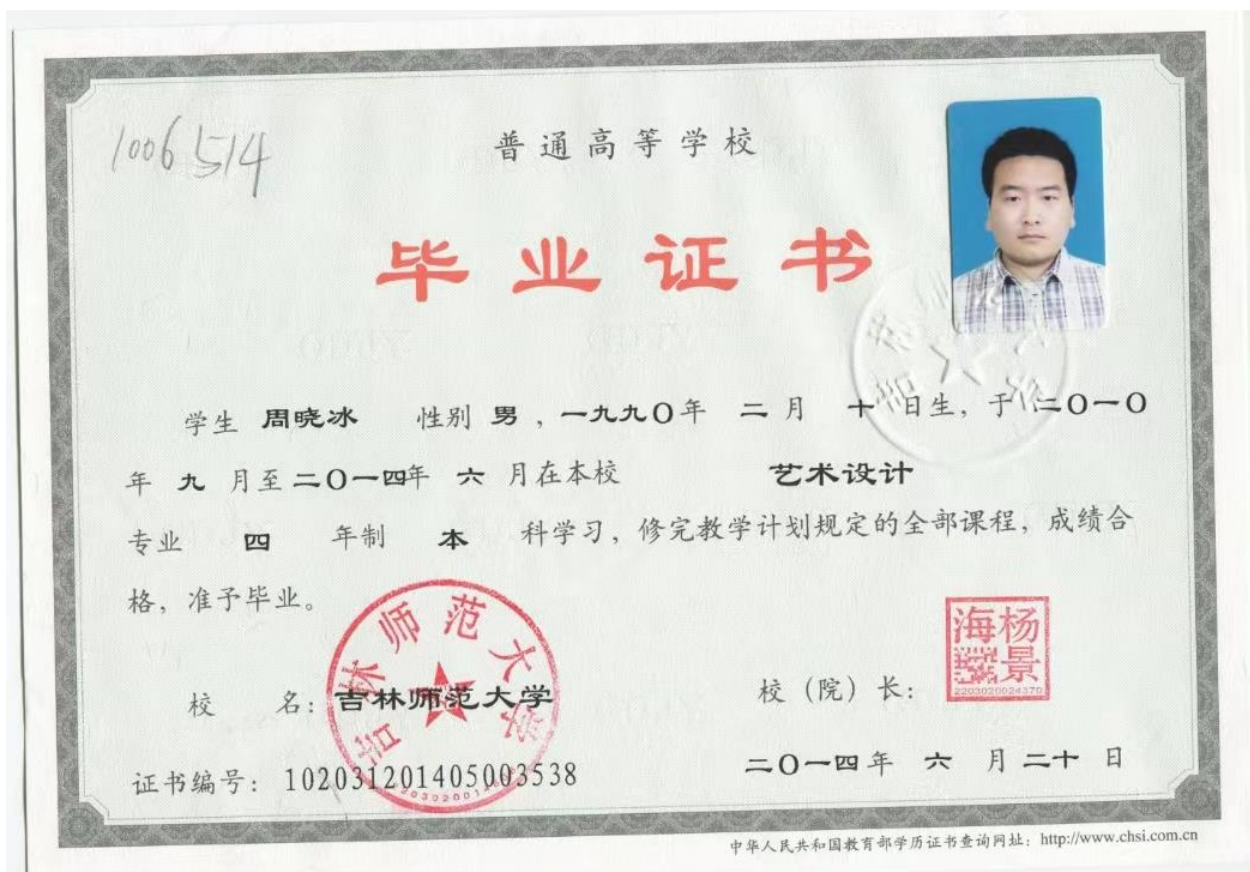 1006514
普通高等学校
毕业证书
学生 周晓冰 性别 男，一九九〇年 二月 十日生，于二〇一〇
年 九 月至二〇一四年 六 月在本校 艺术设计
专业 四 年制 本 科学习，修完教学计划规定的全部课程，成绩合
格，准予毕业。
吉林师范大学
杨景海
2203020024370
校 名：吉林师范大学 校（院）长：
证书编号：102031201405003538 二〇一四年 六 月 二十 日
中华人民共和国教育部学历证书查询网址：http://www.chsi.com.cn